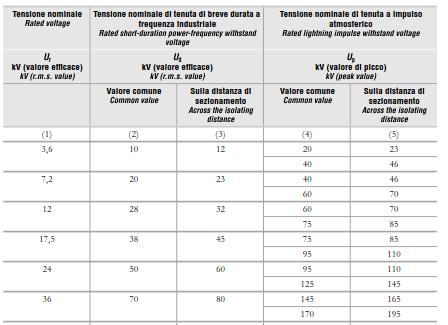 Tensione nominale
Rated voltage
Tensione nominale di tenuta di breve durata a
frequenza industriale
Rated short-duration power-frequency withstand
voltage
Tensione nominale di tenuta a impulso
atmosferico
Rated lightning impulse withstand voltage
Ur
kV (valore efficace)
kV (r.m.s. value)
Ud
kV (valore efficace)
kV (r.m.s. value)
Up
kV (valore di picco)
kV (peak value)
Valore comune
Common value
Sulla distanza di
sezionamento
Across the isolating
distance
Valore comune
Common value
Sulla distanza di
sezionamento
Across the isolating
distance
(1) (2) (3) (4) (5)
3,6 10 12 20 23
40 46
7,2 20 23 40 46
60 70
12 28 32 60 70
75 85
17,5 38 45 75 85
95 110
24 50 60 95 110
125 145
36 70 80 145 165
170 195